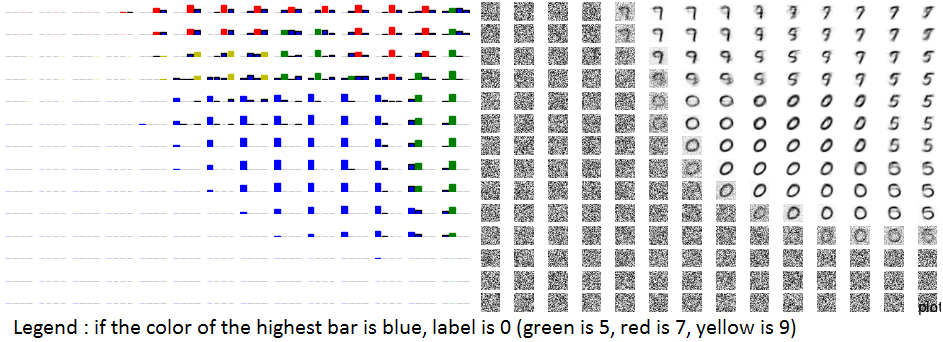 plot
Legend : if the color of the highest bar is blue, label is 0 (green is 5, red is 7, yellow is 9)